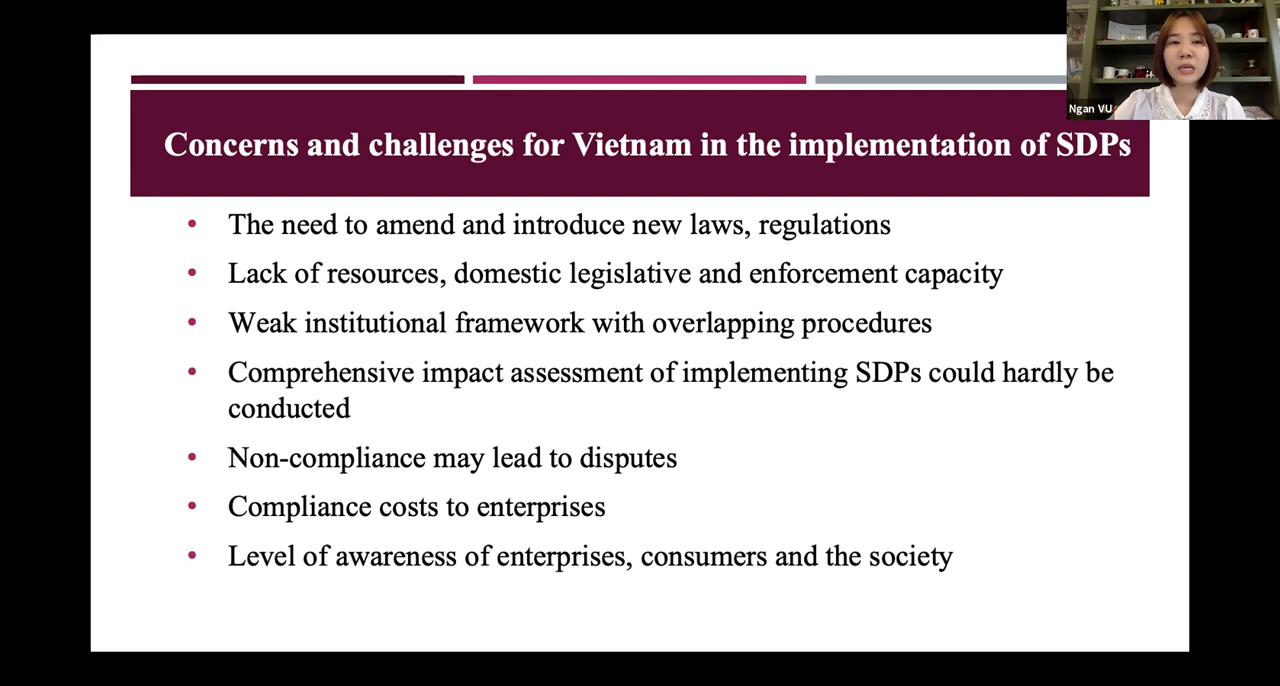 Concerns and challenges for Vietnam in the implementation of SDPs
• The need to amend and introduce new laws, regulations
• Lack of resources, domestic legislative and enforcement capacity
• Weak institutional framework with overlapping procedures
• Comprehensive impact assessment of implementing SDPs could hardly be
conducted
• Non-compliance may lead to disputes
• Compliance costs to enterprises
• Level of awareness of enterprises, consumers and the society
Ngan VU